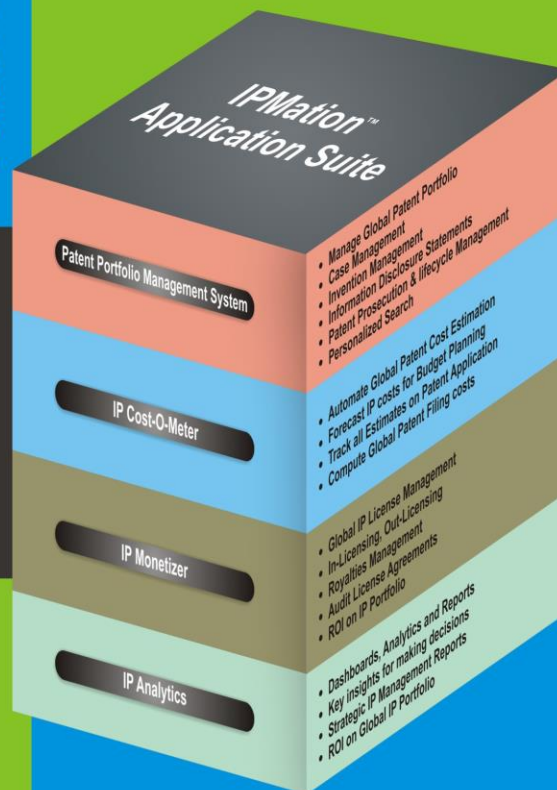 IPMation™
Application Suite
Patent Portfolio Management System
• Manage Global Patent Portfolio
• Case Management
• Invention Management
• Information Disclosure Statements
• Patent Prosecution & lifecycle Management
• Personalized Search
IP Cost-O-Meter
• Automate Global Patent Cost Estimation
• Forecast IP costs for Budget Planning
• Track all Estimates on Patent Application
• Compute Global Patent Filing costs
IP Monetizer
• Global IP License Management
• In-Licensing, Out-Licensing
• Royalties Management
• Audit License Agreements
• ROI on IP Portfolio
IP Analytics
• Dashboards, Analytics and Reports
• Key insights for making decisions
• Strategic IP Management Reports
• ROI on Global IP Portfolio